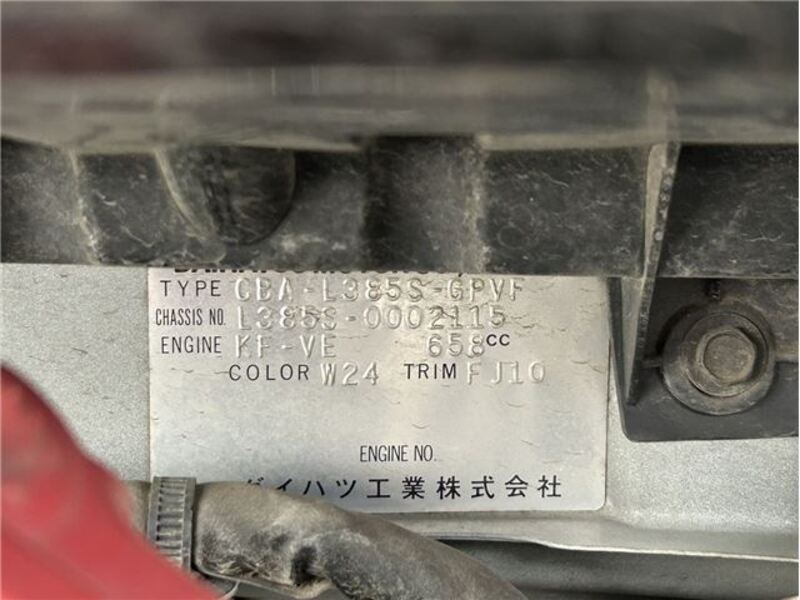 TYPE CBA-L385S-GPVF
CHASSIS NO. L385S-0002115
ENGINE KF-VE 658CC
COLOR W24 TRIM FJ10
ENGINE NO.
ダイハツ工業株式会社